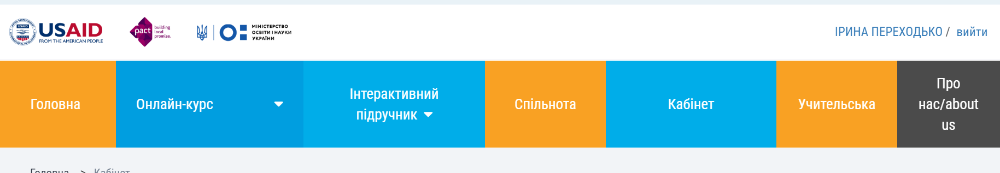 USAID
FROM THE AMERICAN PEOPLE
pact
building
local
promise.
МІНІСТЕРСТВО
ОСВІТИ І НАУКИ
УКРАЇНИ
ІРИНА ПЕРЕХОДЬКО / вийти
Головна
Онлайн-курс
Інтерактивний
підручник
Спільнота
Кабінет
Учительська
Про
нас/about
us
Головна > Кабінет